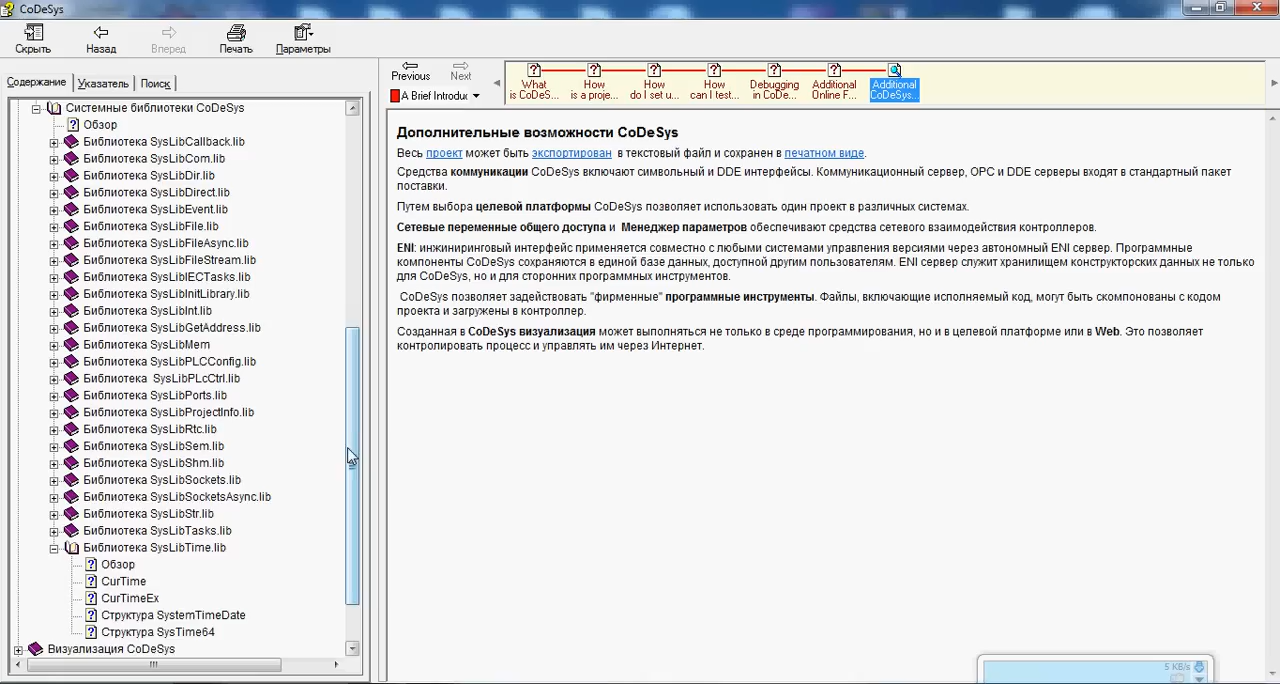 CoDeSys
Скрыть
Назад
Вперед
Печать
Параметры
Содержание
Указатель
Поиск
Системные библиотеки CoDeSys
Обзор
Библиотека SysLibCallback.lib
Библиотека SysLibCom.lib
Библиотека SysLibDir.lib
Библиотека SysLibDirect.lib
Библиотека SysLibEvent.lib
Библиотека SysLibFile.lib
Библиотека SysLibFileAsync.lib
Библиотека SysLibFileStream.lib
Библиотека SysLibIECTasks.lib
Библиотека SysLibInitLibrary.lib
Библиотека SysLibInt.lib
Библиотека SysLibGetAddress.lib
Библиотека SysLibMem
Библиотека SysLibPLCConfig.lib
Библиотека SysLibPLcCtrl.lib
Библиотека SysLibPorts.lib
Библиотека SysLibProjectInfo.lib
Библиотека SysLibRtc.lib
Библиотека SysLibSem.lib
Библиотека SysLibShm.lib
Библиотека SysLibSockets.lib
Библиотека SysLibSocketsAsync.lib
Библиотека SysLibStr.lib
Библиотека SysLibTasks.lib
Библиотека SysLibTime.lib
Обзор
CurTime
CurTimeEx
Структура SystemTimeDate
Структура SysTime64
Визуализация CoDeSys
Previous
Next
A Brief Introduc
What
is CoDeS...
How
is a proje...
How
do I set u...
How
can I test...
Debugging
in CoDe...
Additional
Online F...
Additional
CoDeSys...
Дополнительные возможности CoDeSys
Весь проект может быть экспортирован в текстовый файл и сохранен в печатном виде.
Средства коммуникации CoDeSys включают символьный и DDE интерфейсы. Коммуникационный сервер, OPC и DDE серверы входят в стандартный пакет
поставки.
Путем выбора целевой платформы CoDeSys позволяет использовать один проект в различных системах.
Сетевые переменные общего доступа и Менеджер параметров обеспечивают средства сетевого взаимодействия контроллеров.
ENI: инжиниринговый интерфейс применяется совместно с любыми системами управления версиями через автономный ENI сервер. Программные
компоненты CoDeSys сохраняются в единой базе данных, доступной другим пользователям. ENI сервер служит хранилищем конструкторских данных не только
для CoDeSys, но и для сторонних программных инструментов.
CoDeSys позволяет задействовать "фирменные" программные инструменты. Файлы, включающие исполняемый код, могут быть скомпонованы с кодом
проекта и загружены в контроллер.
Созданная в CoDeSys визуализация может выполняться не только в среде программирования, но и в целевой платформе или в Web. Это позволяет
контролировать процесс и управлять им через Интернет.
5 KB/s